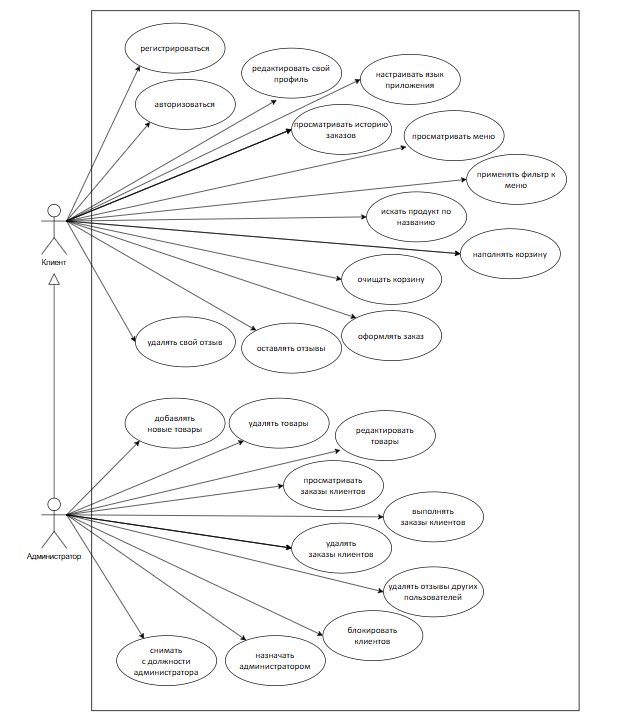 регистрироваться
редактировать свой
профиль
настраивать язык
приложения
авторизоваться
просматривать историю
заказов
просматривать меню
применять фильтр к
меню
искать продукт по
названию
Клиент
наполнять корзину
очищать корзину
удалять свой отзыв
оставлять отзывы
оформлять заказ
добавлять
новые товары
удалять товары
редактировать
товары
просматривать
заказы клиентов
выполнять
заказы клиентов
Администратор
удалять
заказы клиентов
удалять отзывы других
пользователей
блокировать
клиентов
снимать
с должности
администратора
назначать
администратором